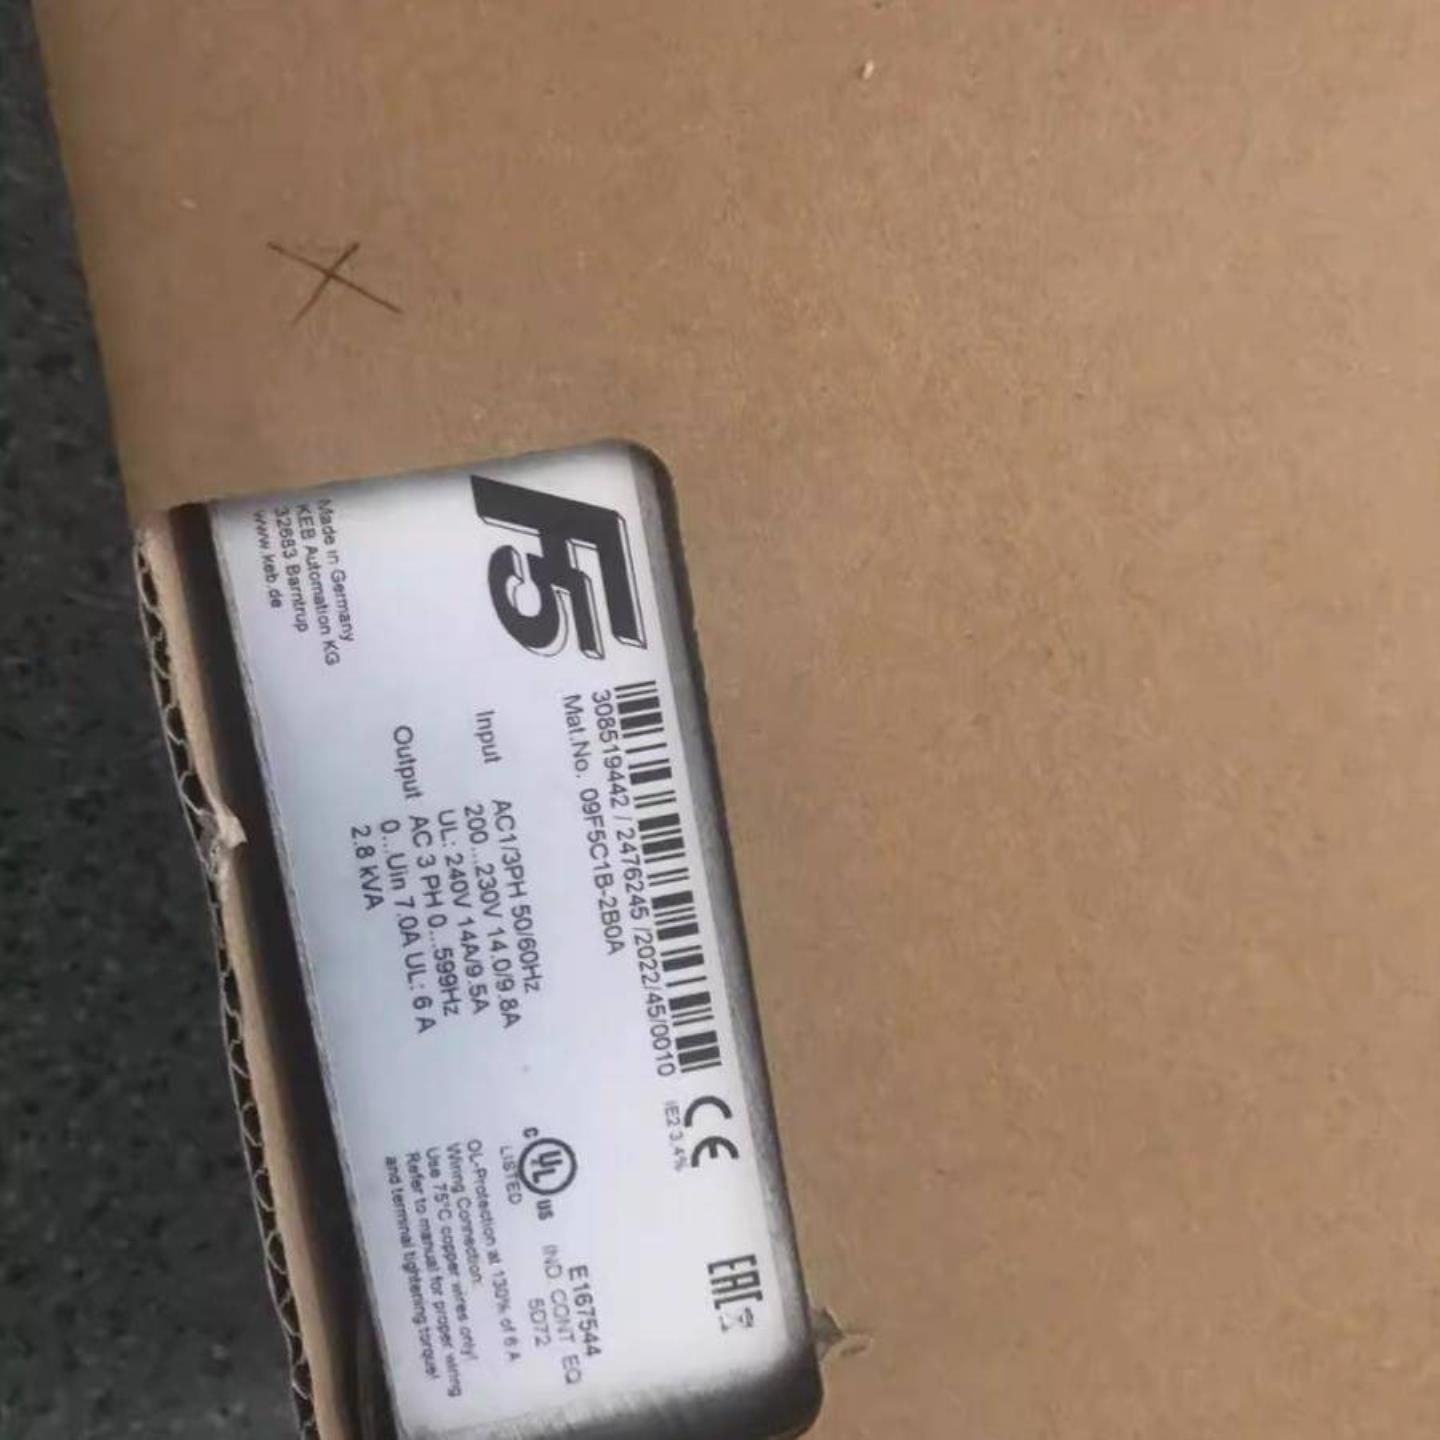 F5
308519442 / 2476245 /2022/45/0010
Mat.No. 09F5C1B-2B0A
Input AC1/3PH 50/60Hz
200...230V 14.0/9.8A
UL: 240V 14A/9.5A
Output AC 3 PH 0...599Hz
0...Uin 7.0A UL: 6 A
2.8 kVA
Made in Germany
KEB Automation KG
32683 Barntrup
www.keb.de
CE
IE2 3,4%
EAC
C UL US
LISTED
E167544
IND CONT EQ
5D72
OL-Protection at 130% of 6 A
Wiring Connection:
Use 75°C copper wires only!
Refer to manual for proper wiring
and terminal tightening torque!